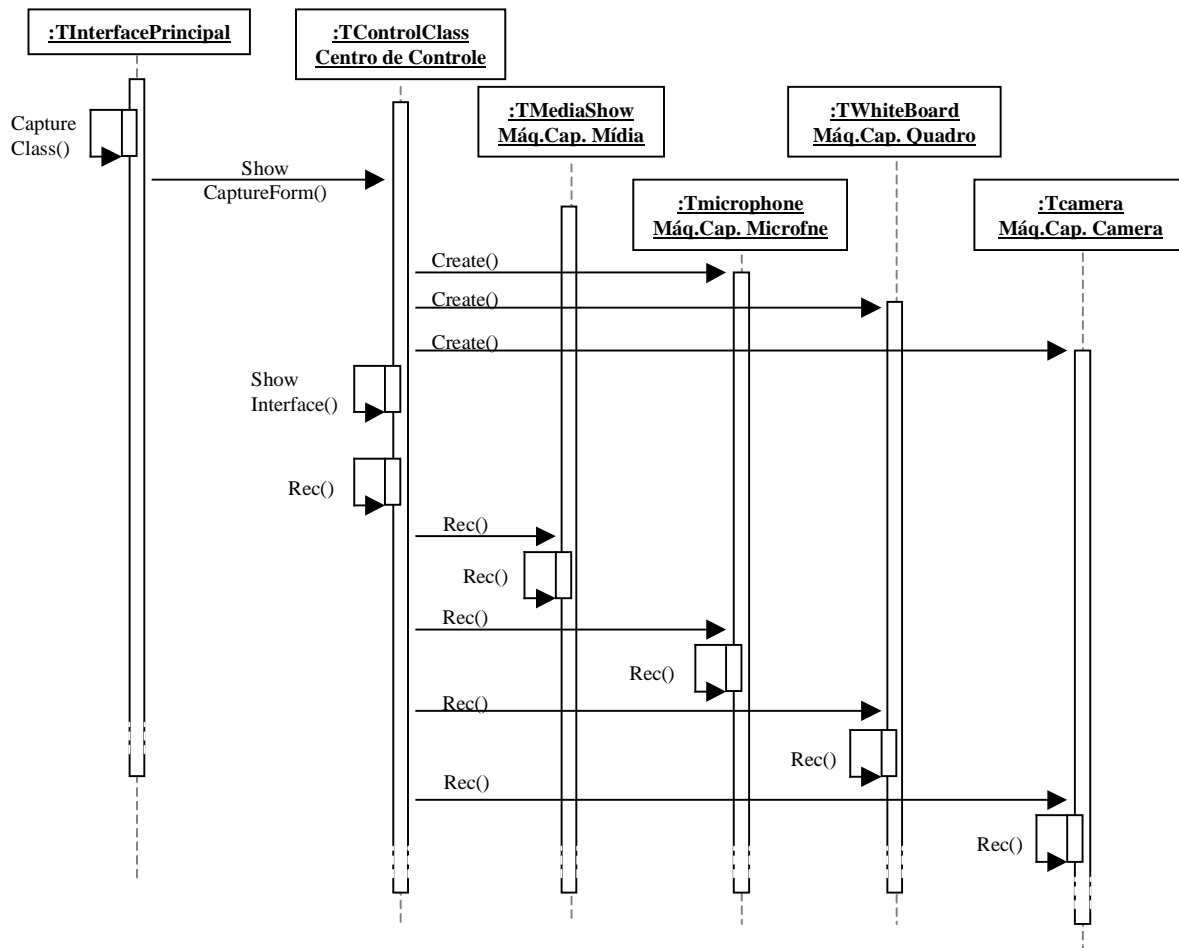 :TInterfacePrincipal
:TControlClass
Centro de Controle
:TMediaShow
Máq.Cap. Mídia
:TWhiteBoard
Máq.Cap. Quadro
Capture
Class()
Show
CaptureForm()
:Tmicrophone
Máq.Cap. Microfne
:Tcamera
Máq.Cap. Camera
Create()
Create()
Create()
Show
Interface()
Rec()
Rec()
Rec()
Rec()
Rec()
Rec()
Rec()
Rec()
Rec()